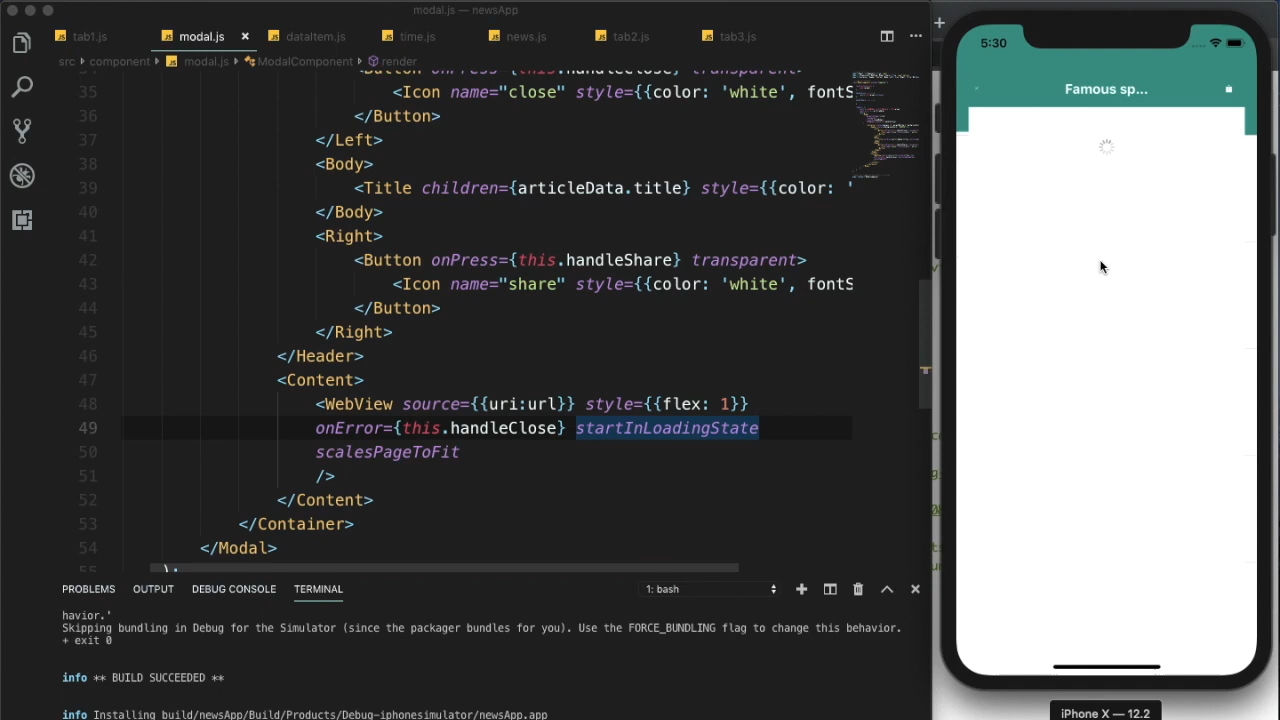 modal.js — newsApp
tab1.js
modal.js
dataItem.js
time.js
news.js
tab2.js
tab3.js
src > component > modal.js > ModalComponent > render
<Button onPress={this.handleClose} transparent>
35 <Icon name="close" style={{color: 'white', fontS
36 </Button>
37 </Left>
38 <Body>
39 <Title children={articleData.title} style={{color: '
40 </Body>
41 <Right>
42 <Button onPress={this.handleShare} transparent>
43 <Icon name="share" style={{color: 'white', fontS
44 </Button>
45 </Right>
46 </Header>
47 <Content>
48 <WebView source={{uri:url}} style={{flex: 1}}
49 onError={this.handleClose} startInLoadingState
50 scalesPageToFit
51 />
52 </Content>
53 </Container>
54 </Modal>
55 );
PROBLEMS OUTPUT DEBUG CONSOLE TERMINAL
1: bash
havior.'
Skipping bundling in Debug for the Simulator (since the packager bundles for you). Use the FORCE_BUNDLING flag to change this behavior.
+ exit 0
info ** BUILD SUCCEEDED **
info Installing build/newsApp/Build/Products/Debug-iphonesimulator/newsApp.app
5:30
Famous sp...
iPhone X — 12.2